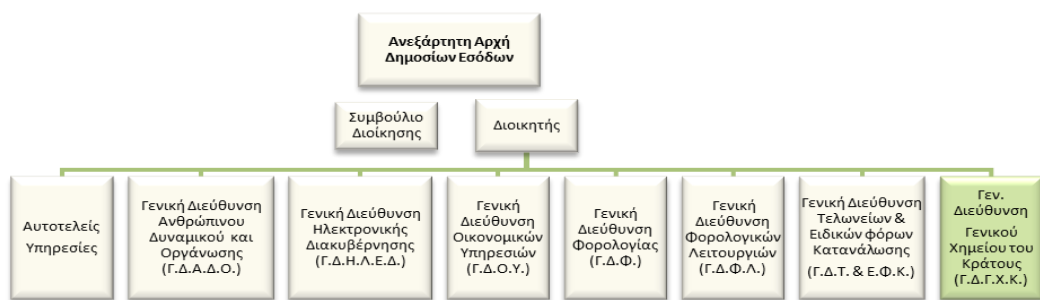 Ανεξάρτητη Αρχή
Δημοσίων Εσόδων
Συμβούλιο
Διοίκησης
Διοικητής
Αυτοτελείς
Υπηρεσίες
Γενική Διεύθυνση
Ανθρώπινου
Δυναμικού και
Οργάνωσης
(Γ.Δ.Α.Δ.Ο.)
Γενική Διεύθυνση
Ηλεκτρονικής
Διακυβέρνησης
(Γ.Δ.Η.Λ.Ε.Δ.)
Γενική
Διεύθυνση
Οικονομικών
Υπηρεσιών
(Γ.Δ.Ο.Υ.)
Γενική
Διεύθυνση
Φορολογίας
(Γ.Δ.Φ.)
Γενική
Διεύθυνση
Φορολογικών
Λειτουργιών
(Γ.Δ.Φ.Λ.)
Γενική Διεύθυνση
Τελωνείων &
Ειδικών φόρων
Κατανάλωσης
(Γ.Δ.Τ. & Ε.Φ.Κ.)
Γεν.
Διεύθυνση
Γενικού
Χημείου του
Κράτους
(Γ.Δ.Γ.Χ.Κ.)